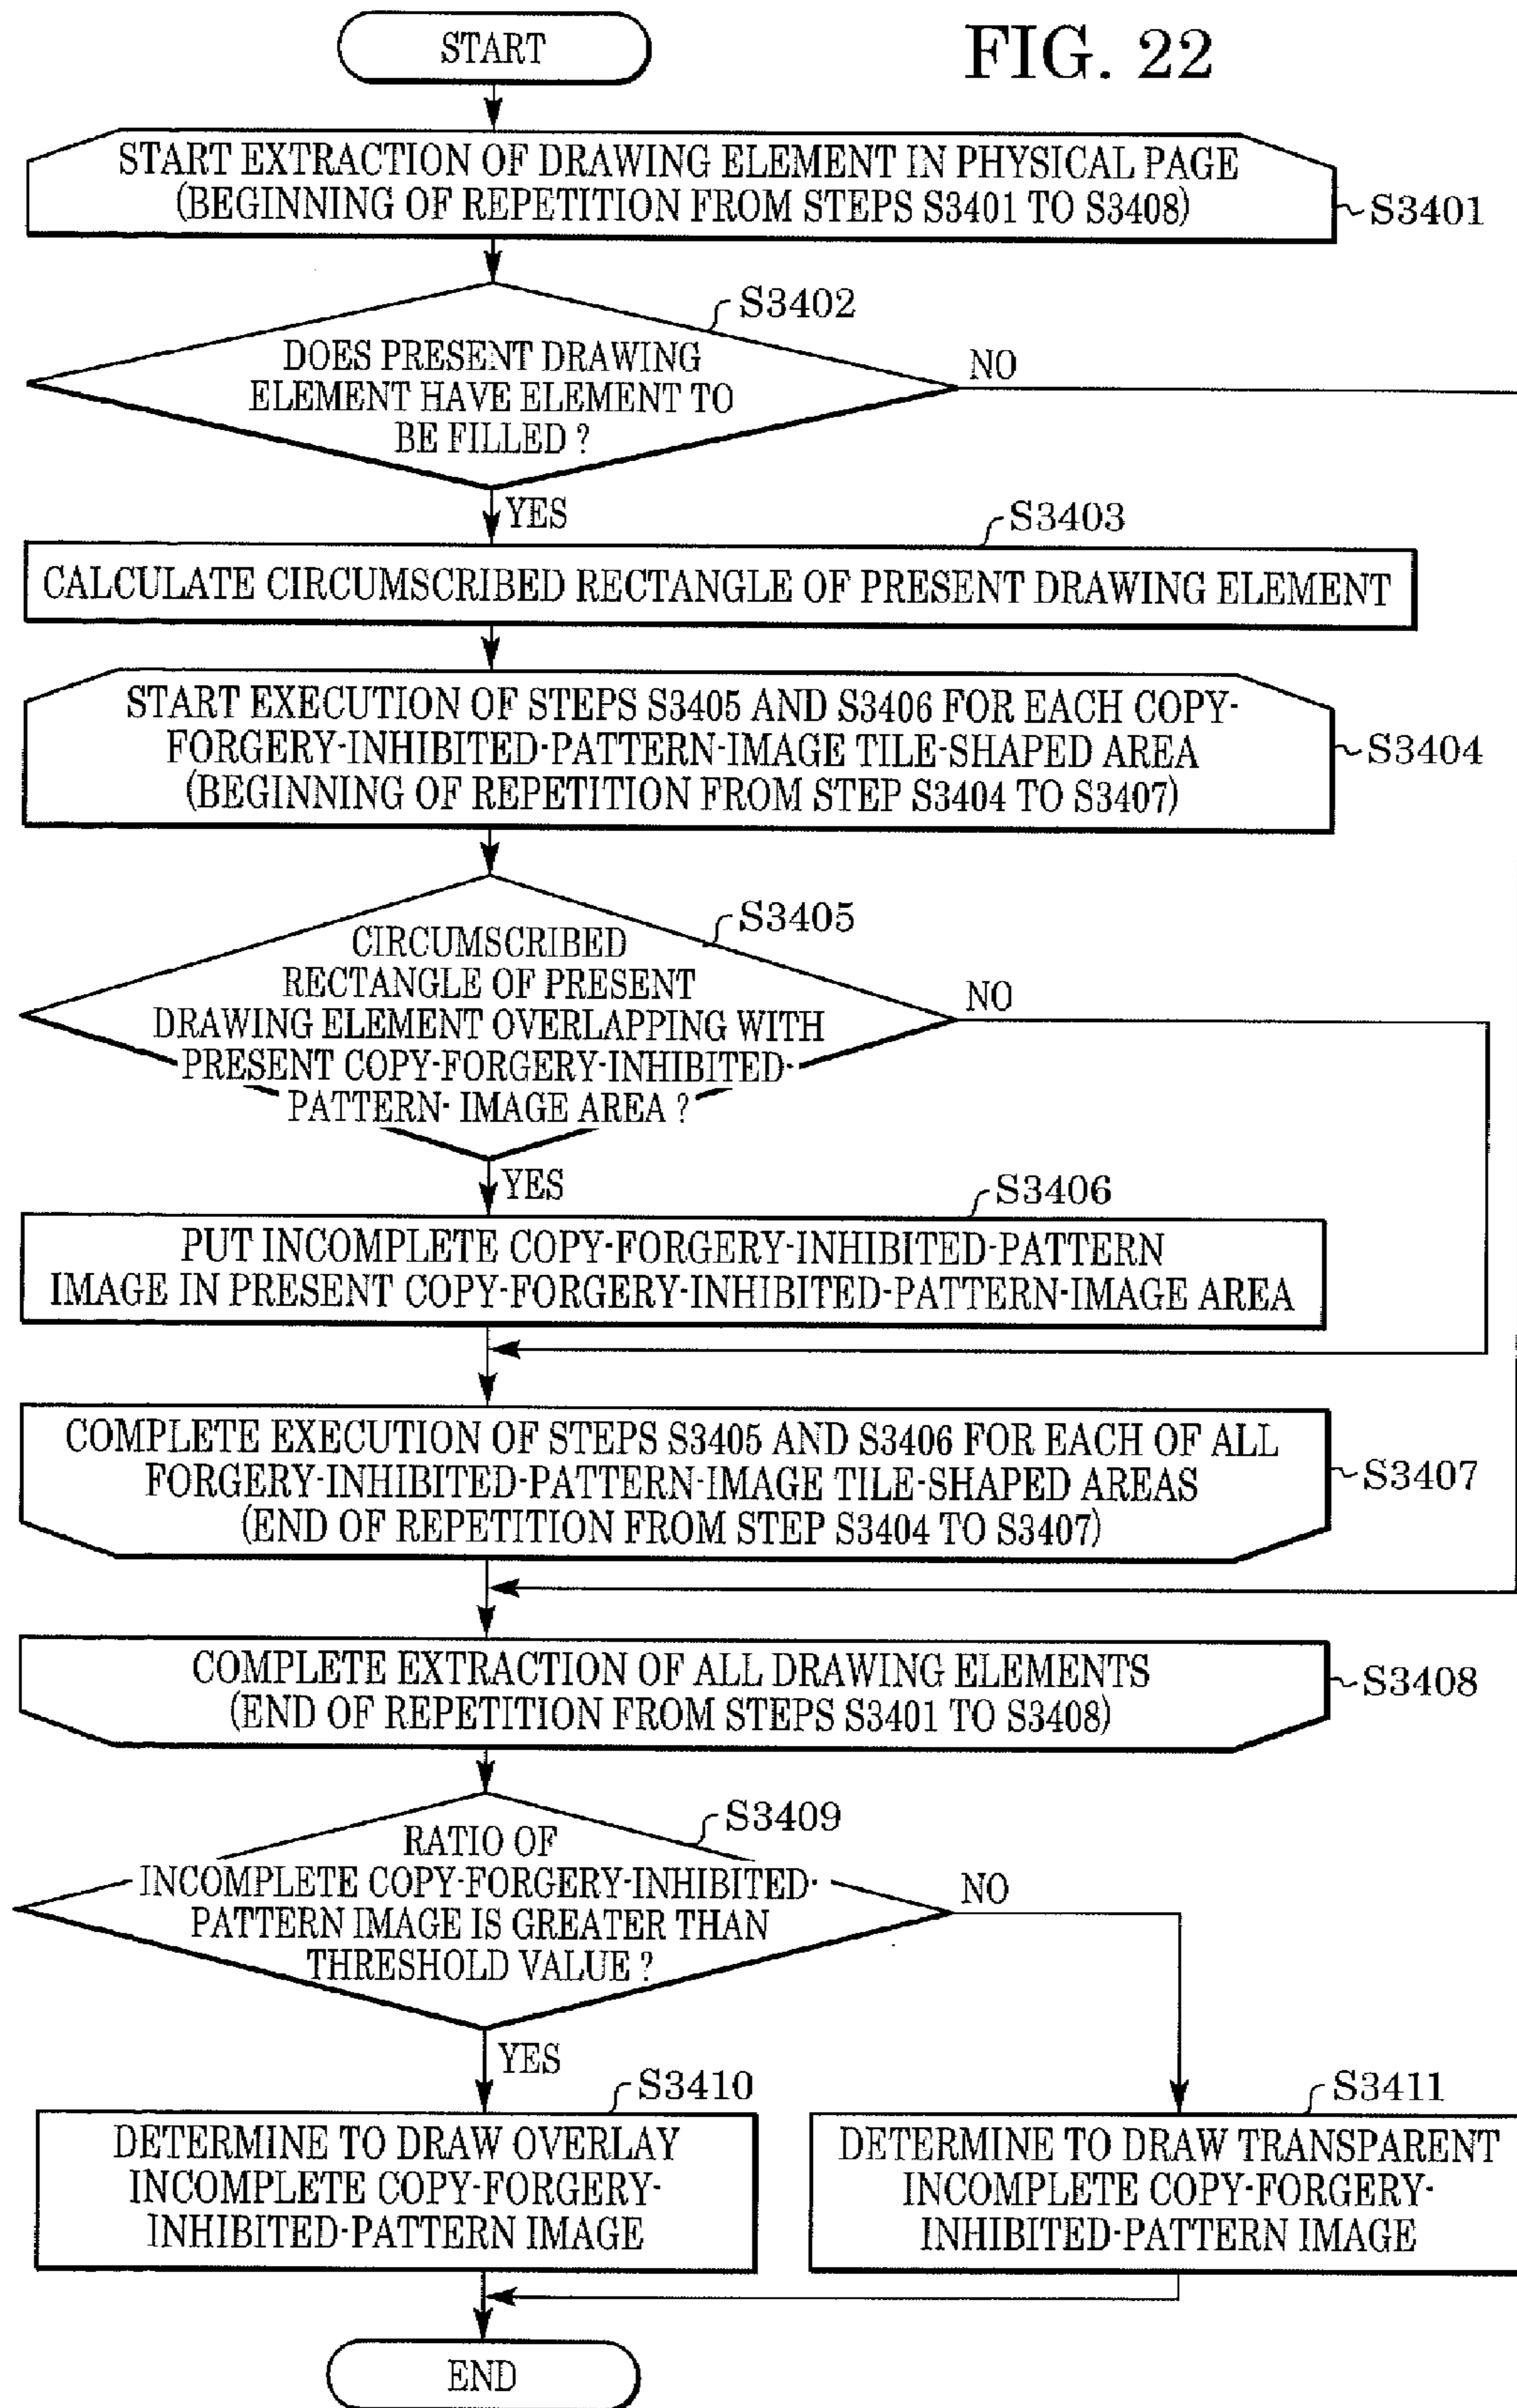 FIG. 22
START
START EXTRACTION OF DRAWING ELEMENT IN PHYSICAL PAGE
(BEGINNING OF REPETITION FROM STEPS S3401 TO S3408)
S3401
S3402
DOES PRESENT DRAWING
ELEMENT HAVE ELEMENT TO
BE FILLED ?
NO
YES
S3403
CALCULATE CIRCUMSCRIBED RECTANGLE OF PRESENT DRAWING ELEMENT
START EXECUTION OF STEPS S3405 AND S3406 FOR EACH COPY-
FORGERY-INHIBITED-PATTERN-IMAGE TILE-SHAPED AREA
(BEGINNING OF REPETITION FROM STEP S3404 TO S3407)
S3404
S3405
CIRCUMSCRIBED
RECTANGLE OF PRESENT
DRAWING ELEMENT OVERLAPPING WITH
PRESENT COPY-FORGERY-INHIBITED-
PATTERN- IMAGE AREA ?
NO
YES
S3406
PUT INCOMPLETE COPY-FORGERY-INHIBITED-PATTERN
IMAGE IN PRESENT COPY-FORGERY-INHIBITED-PATTERN-IMAGE AREA
COMPLETE EXECUTION OF STEPS S3405 AND S3406 FOR EACH OF ALL
FORGERY-INHIBITED-PATTERN-IMAGE TILE-SHAPED AREAS
(END OF REPETITION FROM STEP S3404 TO S3407)
S3407
COMPLETE EXTRACTION OF ALL DRAWING ELEMENTS
(END OF REPETITION FROM STEPS S3401 TO S3408)
S3408
S3409
RATIO OF
INCOMPLETE COPY-FORGERY-INHIBITED-
PATTERN IMAGE IS GREATER THAN
THRESHOLD VALUE ?
NO
YES
S3410
DETERMINE TO DRAW OVERLAY
INCOMPLETE COPY-FORGERY-
INHIBITED-PATTERN IMAGE
S3411
DETERMINE TO DRAW TRANSPARENT
INCOMPLETE COPY-FORGERY-
INHIBITED-PATTERN IMAGE
END